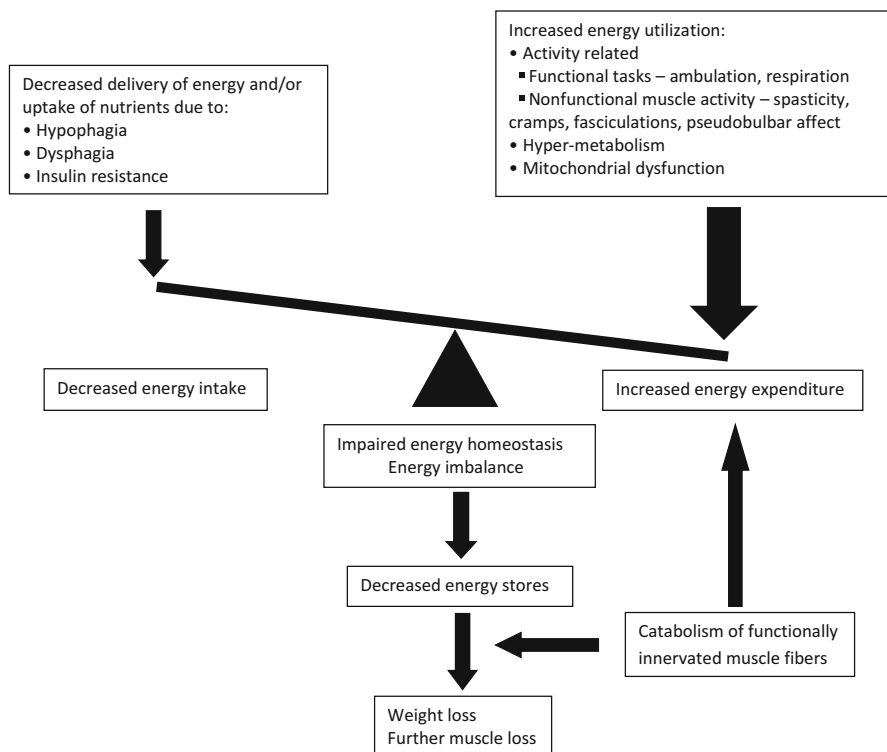 Decreased delivery of energy and/or
uptake of nutrients due to:
• Hypophagia
• Dysphagia
• Insulin resistance
Increased energy utilization:
• Activity related
▪ Functional tasks – ambulation, respiration
▪ Nonfunctional muscle activity – spasticity,
cramps, fasciculations, pseudobulbar affect
• Hyper-metabolism
• Mitochondrial dysfunction
Decreased energy intake
Increased energy expenditure
Impaired energy homeostasis
Energy imbalance
Decreased energy stores
Catabolism of functionally
innervated muscle fibers
Weight loss
Further muscle loss